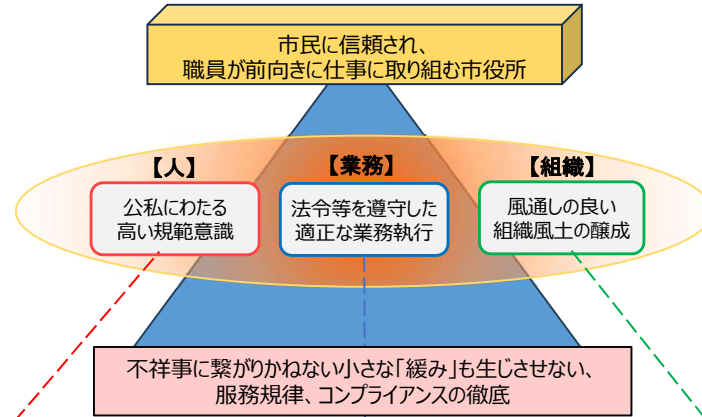 市民に信頼され、
職員が前向きに仕事に取り組む市役所
【人】
公私にわたる
高い規範意識
【業務】
法令等を遵守した
適正な業務執行
【組織】
風通しの良い
組織風土の醸成
不祥事に繋がりかねない小さな「緩み」も生じさせない、
服務規律、コンプライアンスの徹底